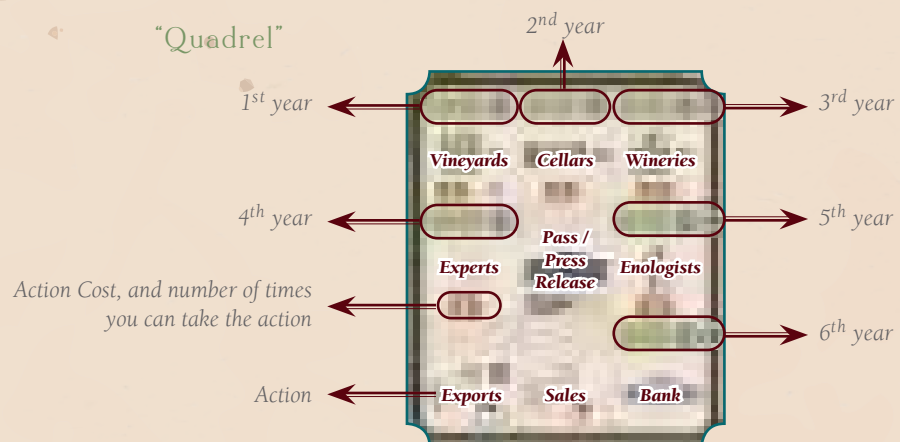 “Quadrel”
2nd year
1st year
3rd year
Vineyards
Cellars
Wineries
4th year
5th year
Pass /
Press
Release
Experts
Enologists
Action Cost, and number of times
you can take the action
6th year
Action
Exports
Sales
Bank